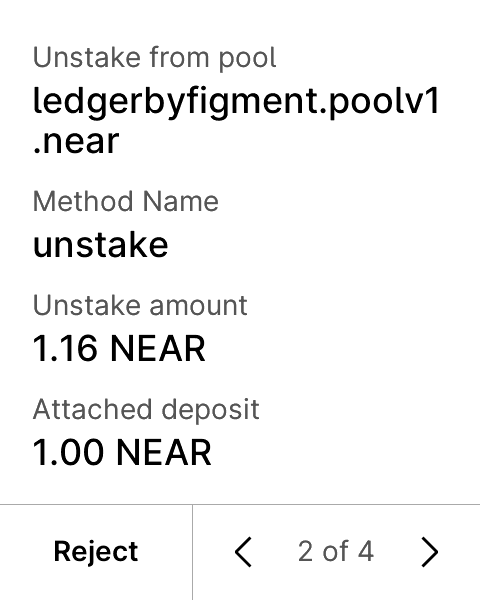 Unstake from pool
ledgerbyfigment.poolv1
.near
Method Name
unstake
Unstake amount
1.16 NEAR
Attached deposit
1.00 NEAR
Reject
2 of 4